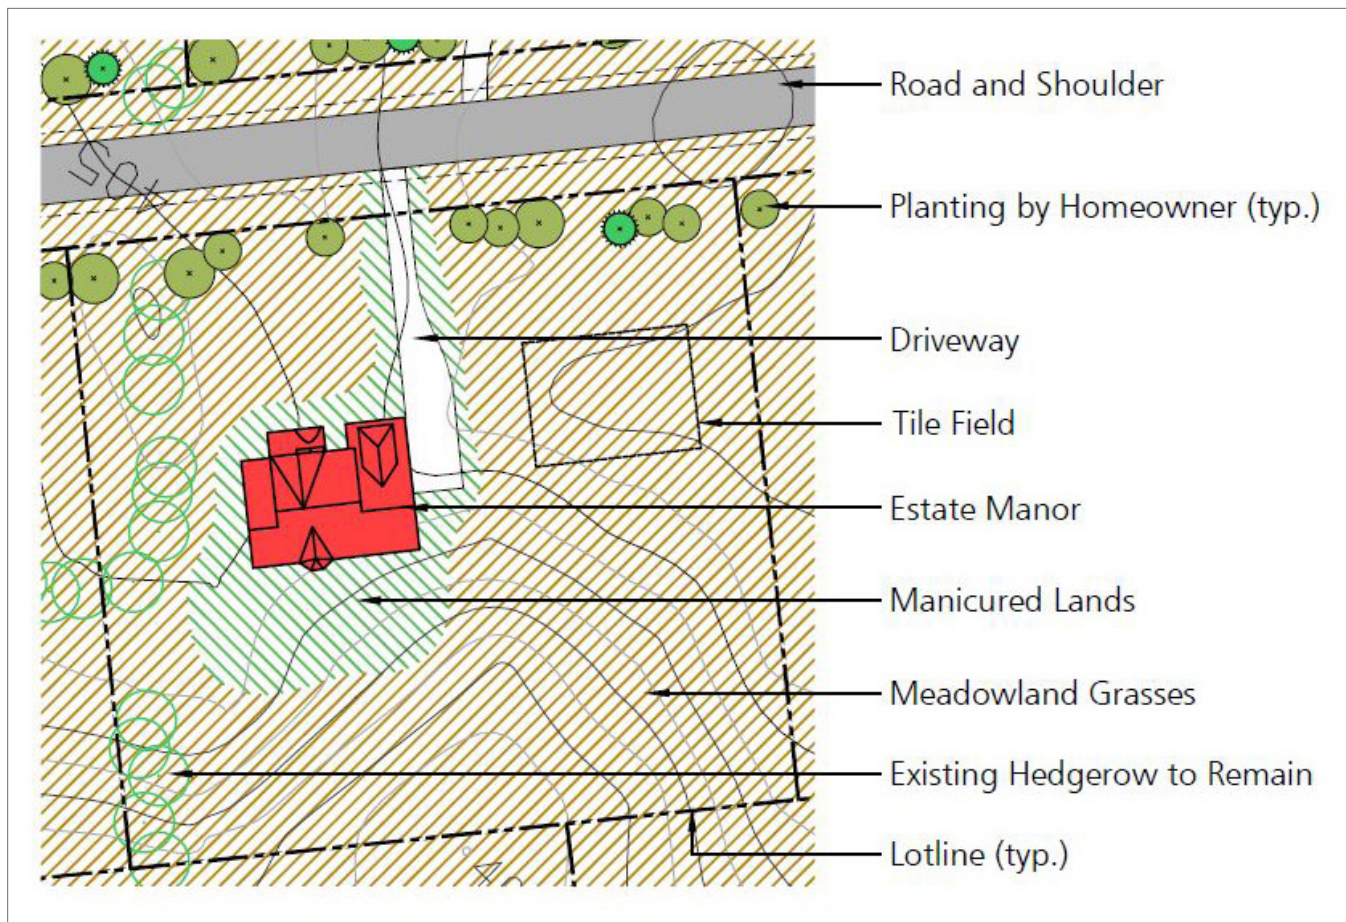 Road and Shoulder
Planting by Homeowner (typ.)
Driveway
Tile Field
Estate Manor
Manicured Lands
Meadowland Grasses
Existing Hedgerow to Remain
Lotline (typ.)